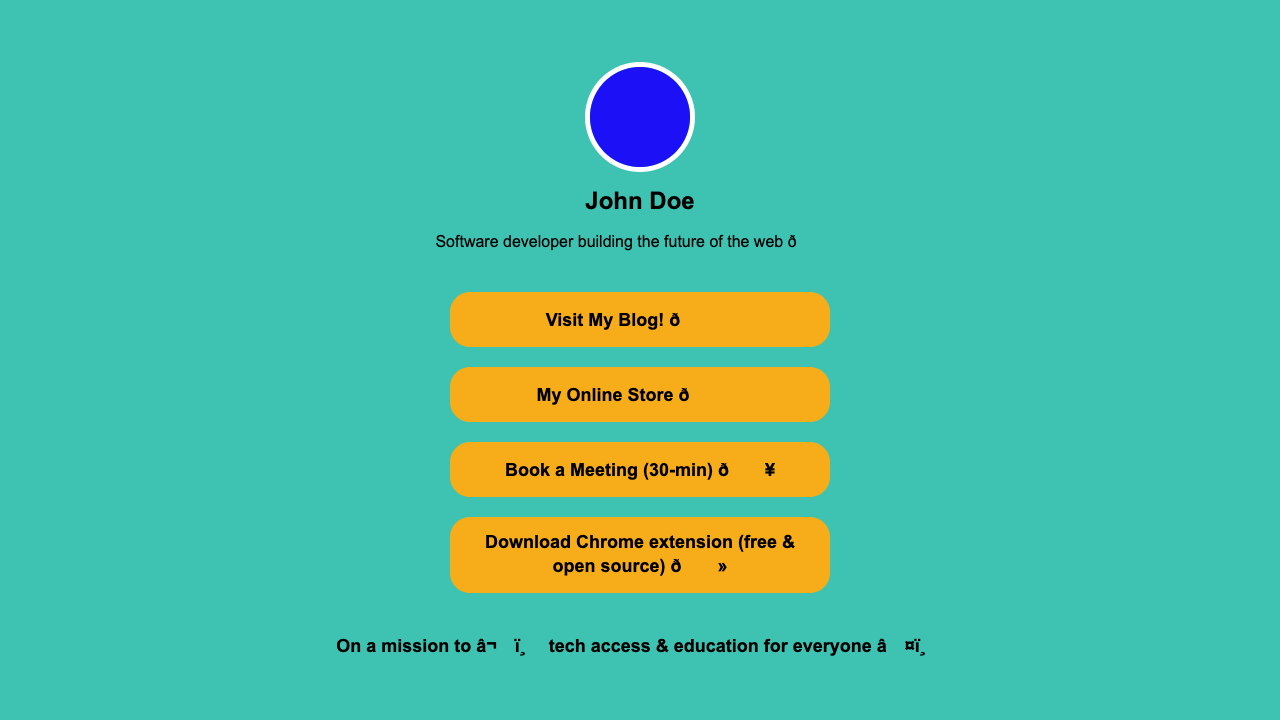 John Doe
Software developer building the future of the web ð
Visit My Blog! ð
My Online Store ð
Book a Meeting (30-min) ð ¥
Download Chrome extension (free &
open source) ð »
On a mission to â¬ ï¸ tech access & education for everyone â ¤ï¸